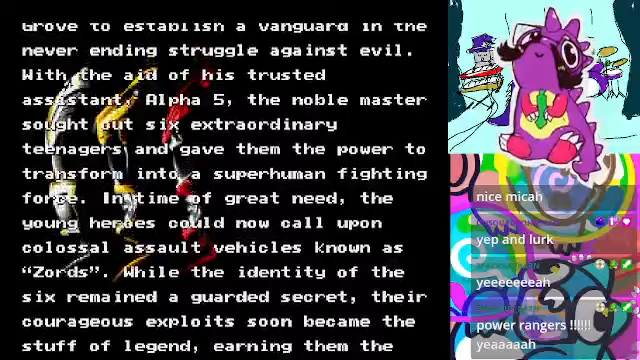 Grove to establish a vanguard in the
never ending struggle against evil.
With the aid of his trusted
assistant, Alpha 5, the noble master
sought out six extraordinary
teenagers and gave them the power to
transform into a superhuman fighting
force. In time of great need, the
young heroes could now call upon
colossal assault vehicles known as
“Zords”. While the identity of the
six remained a guarded secret, their
courageous exploits soon became the
stuff of legend, earning them the
nice micah
yep and lurk
yeeeeeeah
power rangers !!!!!!
yeaaaaah